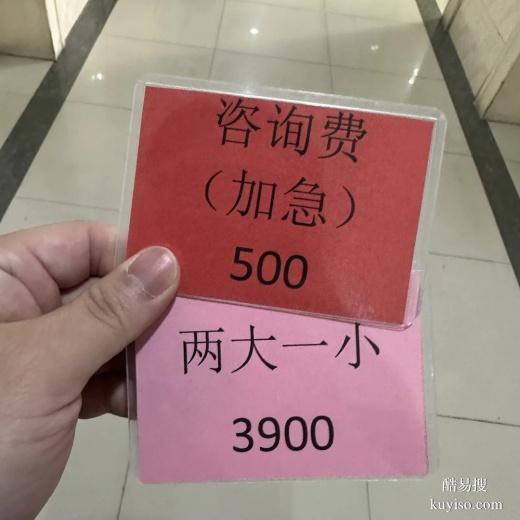 咨询费
（加急）
500
两大一小
3900
酷易搜
kuyiso.com